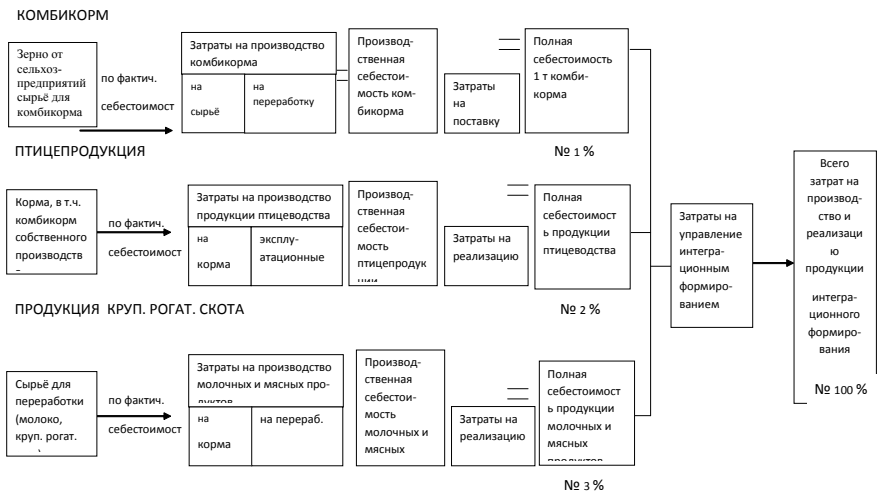 КОМБИКОРМ
Зерно от
сельхоз-
предприятий
сырьё для
комбикорма
по фактич.
себестоимост
Затраты на производство
комбикорма
на
сырьё
на
переработку
Производ-
ственная
себестои-
мость ком-
бикорма
Затраты
на
поставку
Полная
себестоимость
1 т комби-
корма
№ 1 %
ПТИЦЕПРОДУКЦИЯ
Корма, в т.ч.
комбикорм
собственного
производств
по фактич.
себестоимост
Затраты на производство
продукции птицеводства
на
корма
эксплу-
атационные
Производ-
ственная
себестои-
мость
птицепродук
ции
Затраты на
реализацию
Полная
себестоимост
ь продукции
птицеводства
№ 2 %
ПРОДУКЦИЯ КРУП. РОГАТ. СКОТА
Сырьё для
переработки
(молоко,
круп. рогат.
по фактич.
себестоимост
Затраты на производство
молочных и мясных про-
дуктов
на
корма
на перераб.
Производ-
ственная
себестои-
мость
молочных и
мясных
Затраты на
реализацию
Полная
себестоимост
ь продукции
молочных и
мясных
продуктов
№ 3 %
Затраты на
управление
интегра-
ционным
формиро-
ванием
Всего
затрат на
производ-
ство и
реализаци
ю
продукции
интегра-
ционного
формиро-
вания
№ 100 %